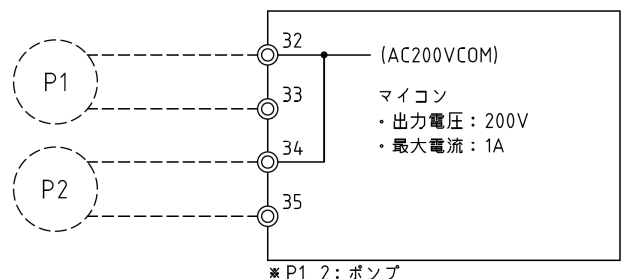 32
(AC200VCOM)
P1
33
マイコン
・出力電圧：200V
34
・最大電流：1A
P2
35
※P1 2：ポンプ